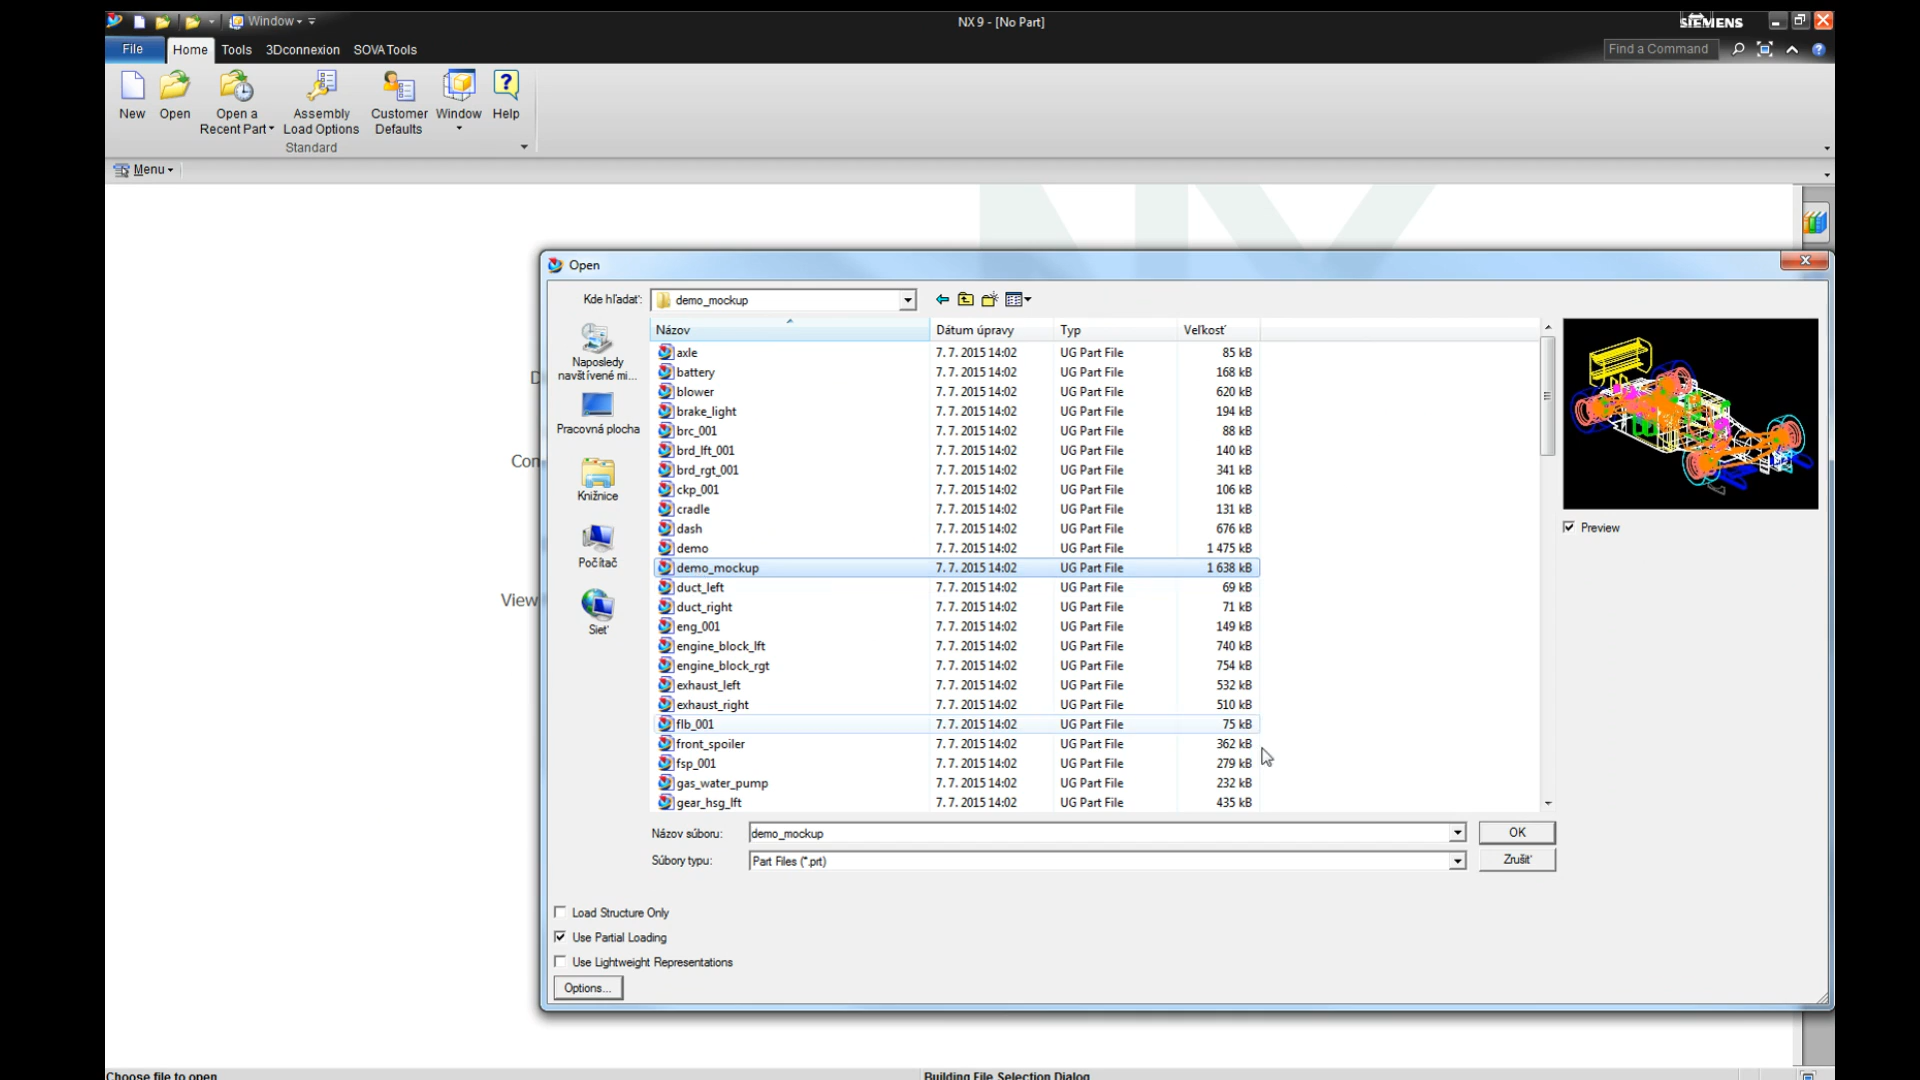 Window
NX 9 - [No Part]
SIEMENS
File
Home
Tools
3Dconnexion
SOVA Tools
Find a Command
New
Open
Open a
Recent Part
Assembly
Load Options
Customer
Defaults
Window
Help
Standard
Menu
Open
Kde hľadať:
demo_mockup
Názov
Dátum úpravy
Typ
Veľkosť
axle 7. 7. 2015 14:02 UG Part File 85 kB
battery 7. 7. 2015 14:02 UG Part File 168 kB
blower 7. 7. 2015 14:02 UG Part File 620 kB
brake_light 7. 7. 2015 14:02 UG Part File 194 kB
brc_001 7. 7. 2015 14:02 UG Part File 88 kB
brd_lft_001 7. 7. 2015 14:02 UG Part File 140 kB
brd_rgt_001 7. 7. 2015 14:02 UG Part File 341 kB
ckp_001 7. 7. 2015 14:02 UG Part File 106 kB
cradle 7. 7. 2015 14:02 UG Part File 131 kB
dash 7. 7. 2015 14:02 UG Part File 676 kB
demo 7. 7. 2015 14:02 UG Part File 1 475 kB
demo_mockup 7. 7. 2015 14:02 UG Part File 1 638 kB
duct_left 7. 7. 2015 14:02 UG Part File 69 kB
duct_right 7. 7. 2015 14:02 UG Part File 71 kB
eng_001 7. 7. 2015 14:02 UG Part File 149 kB
engine_block_lft 7. 7. 2015 14:02 UG Part File 740 kB
engine_block_rgt 7. 7. 2015 14:02 UG Part File 754 kB
exhaust_left 7. 7. 2015 14:02 UG Part File 532 kB
exhaust_right 7. 7. 2015 14:02 UG Part File 510 kB
flb_001 7. 7. 2015 14:02 UG Part File 75 kB
front_spoiler 7. 7. 2015 14:02 UG Part File 362 kB
fsp_001 7. 7. 2015 14:02 UG Part File 279 kB
gas_water_pump 7. 7. 2015 14:02 UG Part File 232 kB
gear_hsg_lft 7. 7. 2015 14:02 UG Part File 435 kB
Naposledy
navštívené mi...
Pracovná plocha
Knižnice
Počítač
Sieť
D
Con
View
Preview
Názov súboru:
demo_mockup
OK
Súbory typu:
Part Files (*.prt)
Zrušiť
Load Structure Only
Use Partial Loading
Use Lightweight Representations
Options...
Choose file to open
Building File Selection Dialog